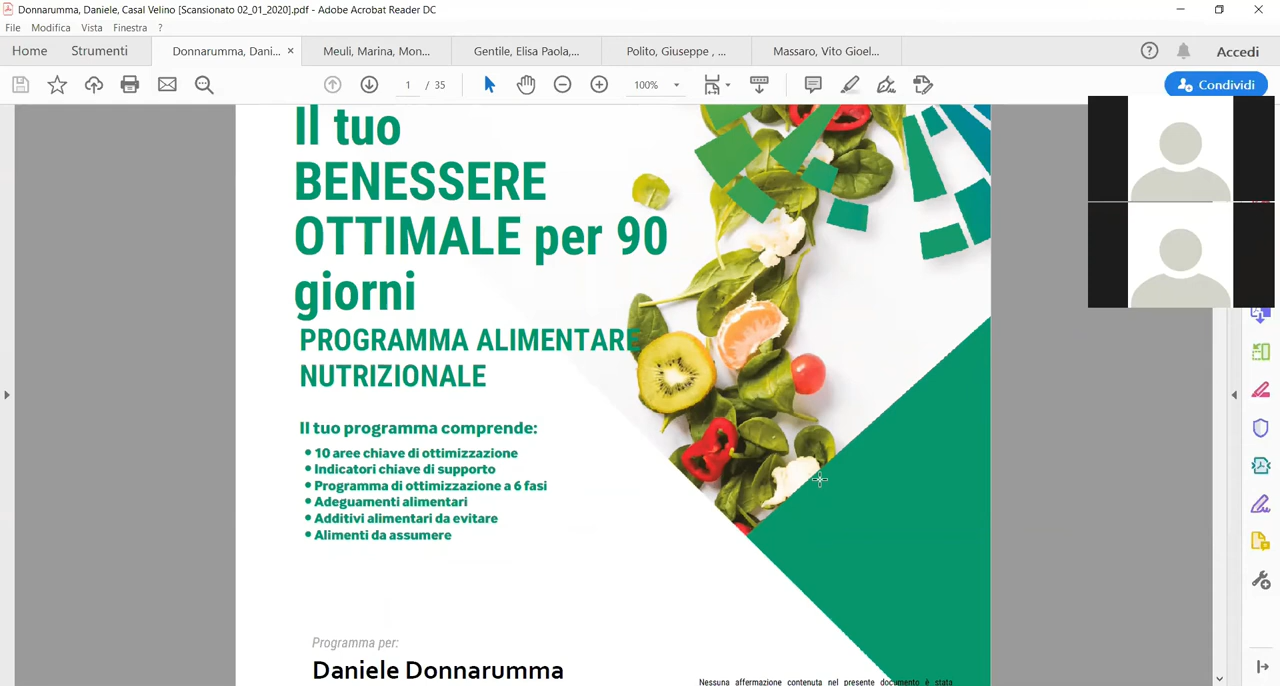 Donnarumma, Daniele, Casal Velino [Scansionato 02_01_2020].pdf - Adobe Acrobat Reader DC
File Modifica Vista Finestra ?
Home Strumenti Donnarumma, Dani... × Meuli, Marina, Mon... Gentile, Elisa Paola,... Polito, Giuseppe , ... Massaro, Vito Gioel... Accedi
1 / 35 100% Condividi
Il tuo
BENESSERE
OTTIMALE per 90
giorni
PROGRAMMA ALIMENTARE
NUTRIZIONALE
Il tuo programma comprende:
• 10 aree chiave di ottimizzazione
• Indicatori chiave di supporto
• Programma di ottimizzazione a 6 fasi
• Adeguamenti alimentari
• Additivi alimentari da evitare
• Alimenti da assumere
Programma per:
Daniele Donnarumma
Nessuna affermazione contenuta nel presente documento è stata